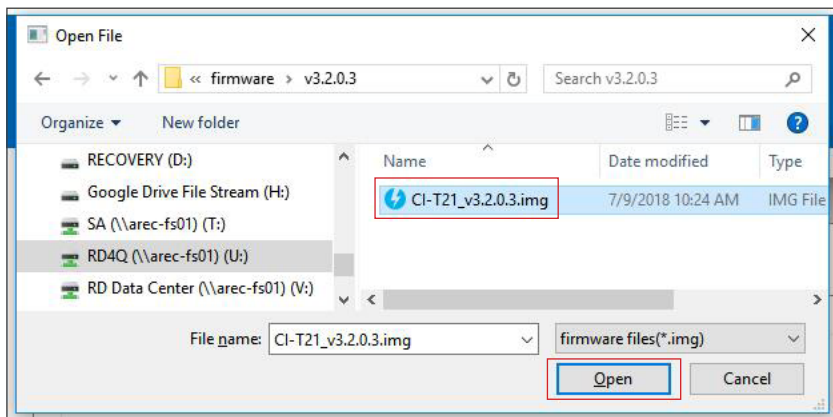 Open File
« firmware > v3.2.0.3
Search v3.2.0.3
Organize
New folder
Name
Date modified
Type
RECOVERY (D:)
Google Drive File Stream (H:)
SA (\\arec-fs01) (T:)
RD4Q (\\arec-fs01) (U:)
RD Data Center (\\arec-fs01) (V:)
CI-T21_v3.2.0.3.img
7/9/2018 10:24 AM
IMG File
File name:
CI-T21_v3.2.0.3.img
firmware files(*.img)
Open
Cancel